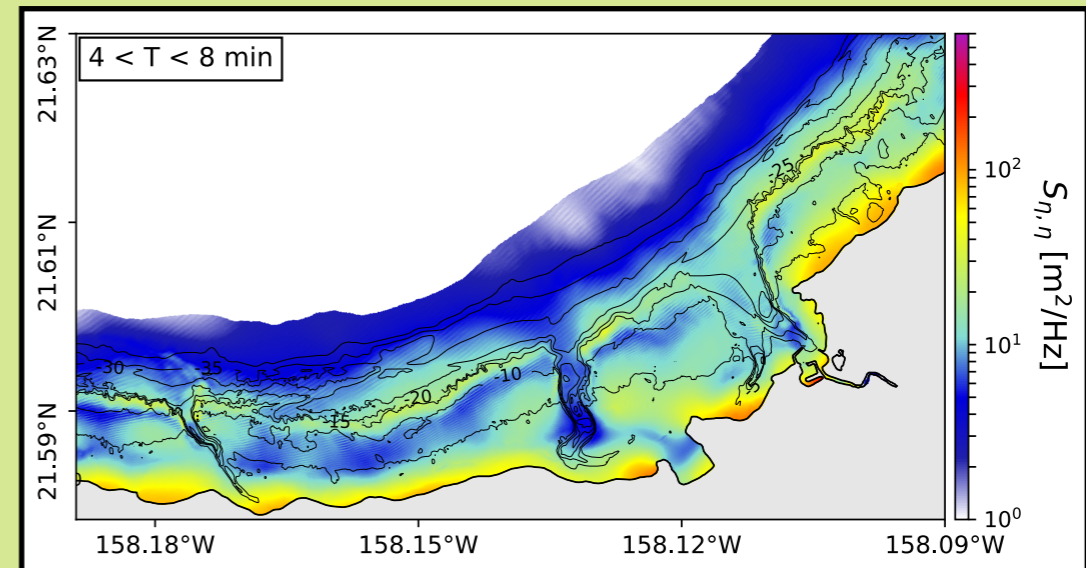 4 < T < 8 min
21.63°N
21.61°N
21.59°N
158.18°W
158.15°W
158.12°W
158.09°W
-25
-30
-35
-10
-20
-15
10²
10¹
10⁰
Sη,η [m²/Hz]